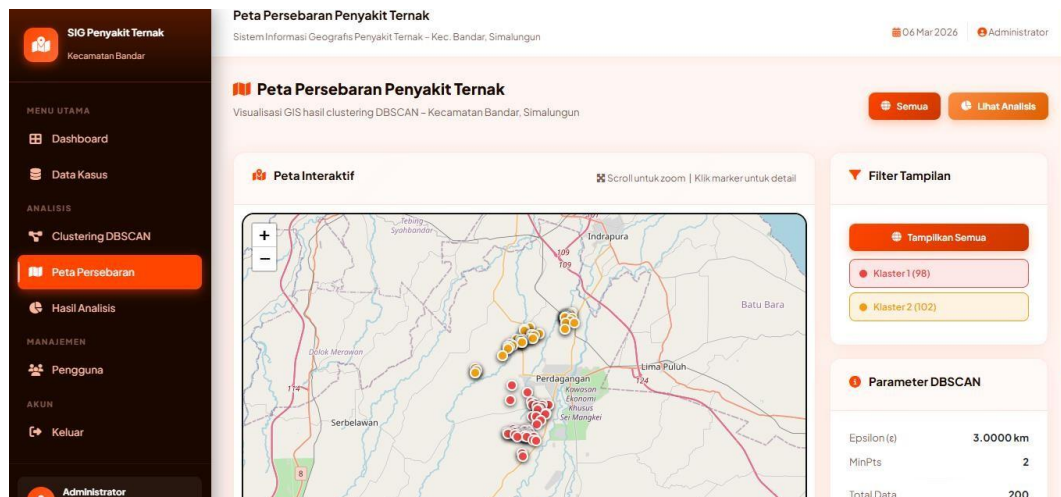 SIG Penyakit Ternak
Kecamatan Bandar
MENU UTAMA
Dashboard
Data Kasus
ANALISIS
Clustering DBSCAN
Peta Persebaran
Hasil Analisis
MANAJEMEN
Pengguna
AKUN
Keluar
Administrator
Peta Persebaran Penyakit Ternak
Sistem Informasi Geografis Penyakit Ternak – Kec. Bandar, Simalungun
06 Mar 2026
Administrator
Peta Persebaran Penyakit Ternak
Visualisasi GIS hasil clustering DBSCAN – Kecamatan Bandar, Simalungun
Semua
Lihat Analisis
Peta Interaktif
Scroll untuk zoom | Klik marker untuk detail
+
−
Tebing
Syahbandar
Indrapura
109
109
Batu Bara
Dolok Merawan
Lima Puluh
Perdagangan
Kawasan
Ekonomi
Khusus
Sei Mangkei
174
124
Serbelawan
8
Filter Tampilan
Tampilkan Semua
Klaster 1 (98)
Klaster 2 (102)
Parameter DBSCAN
Epsilon (ε) 3.0000 km
MinPts 2
Total Data 200